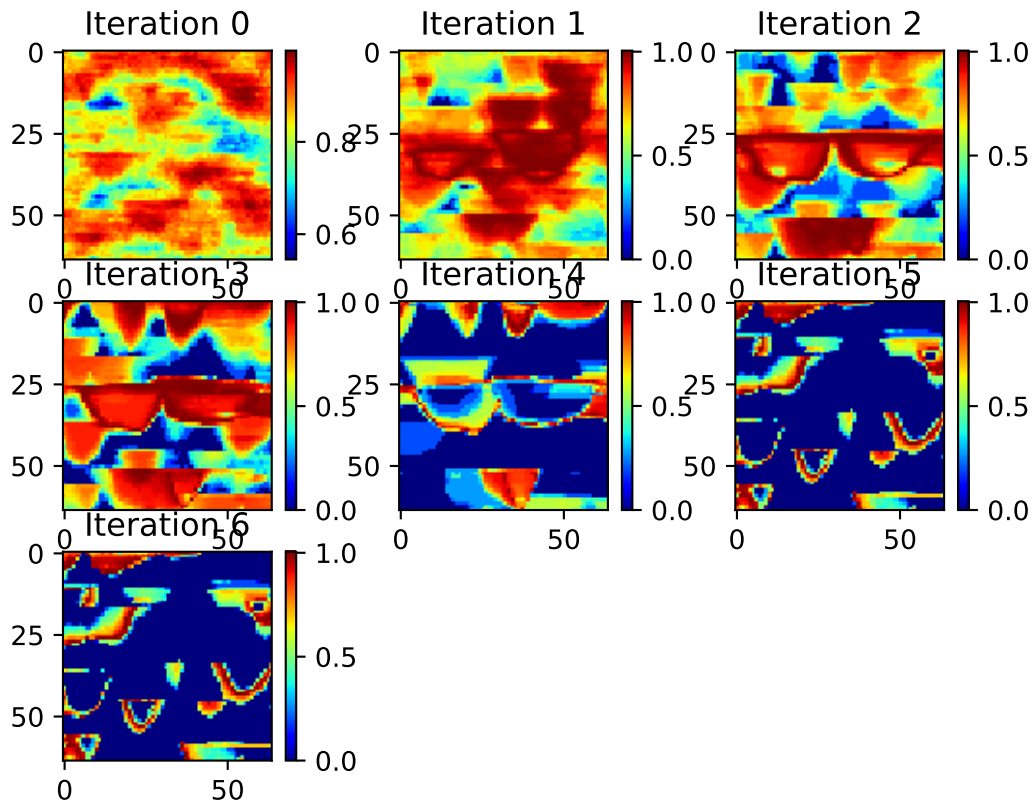 Iteration 0 Iteration 1 Iteration 2
0 1.0 0 1.0
25 0.8 25 0.5 25 0.5
50 0.6 50 0.0 50 0.0
0 50 0 50 0 50
Iteration 3 Iteration 4 Iteration 5
0 1.0 0 1.0 0 1.0
25 0.5 25 0.5 25 0.5
50 0.0 50 0.0 50 0.0
0 50 0 50 0 50
Iteration 6
0 1.0
25 0.5
50 0.0
0 50